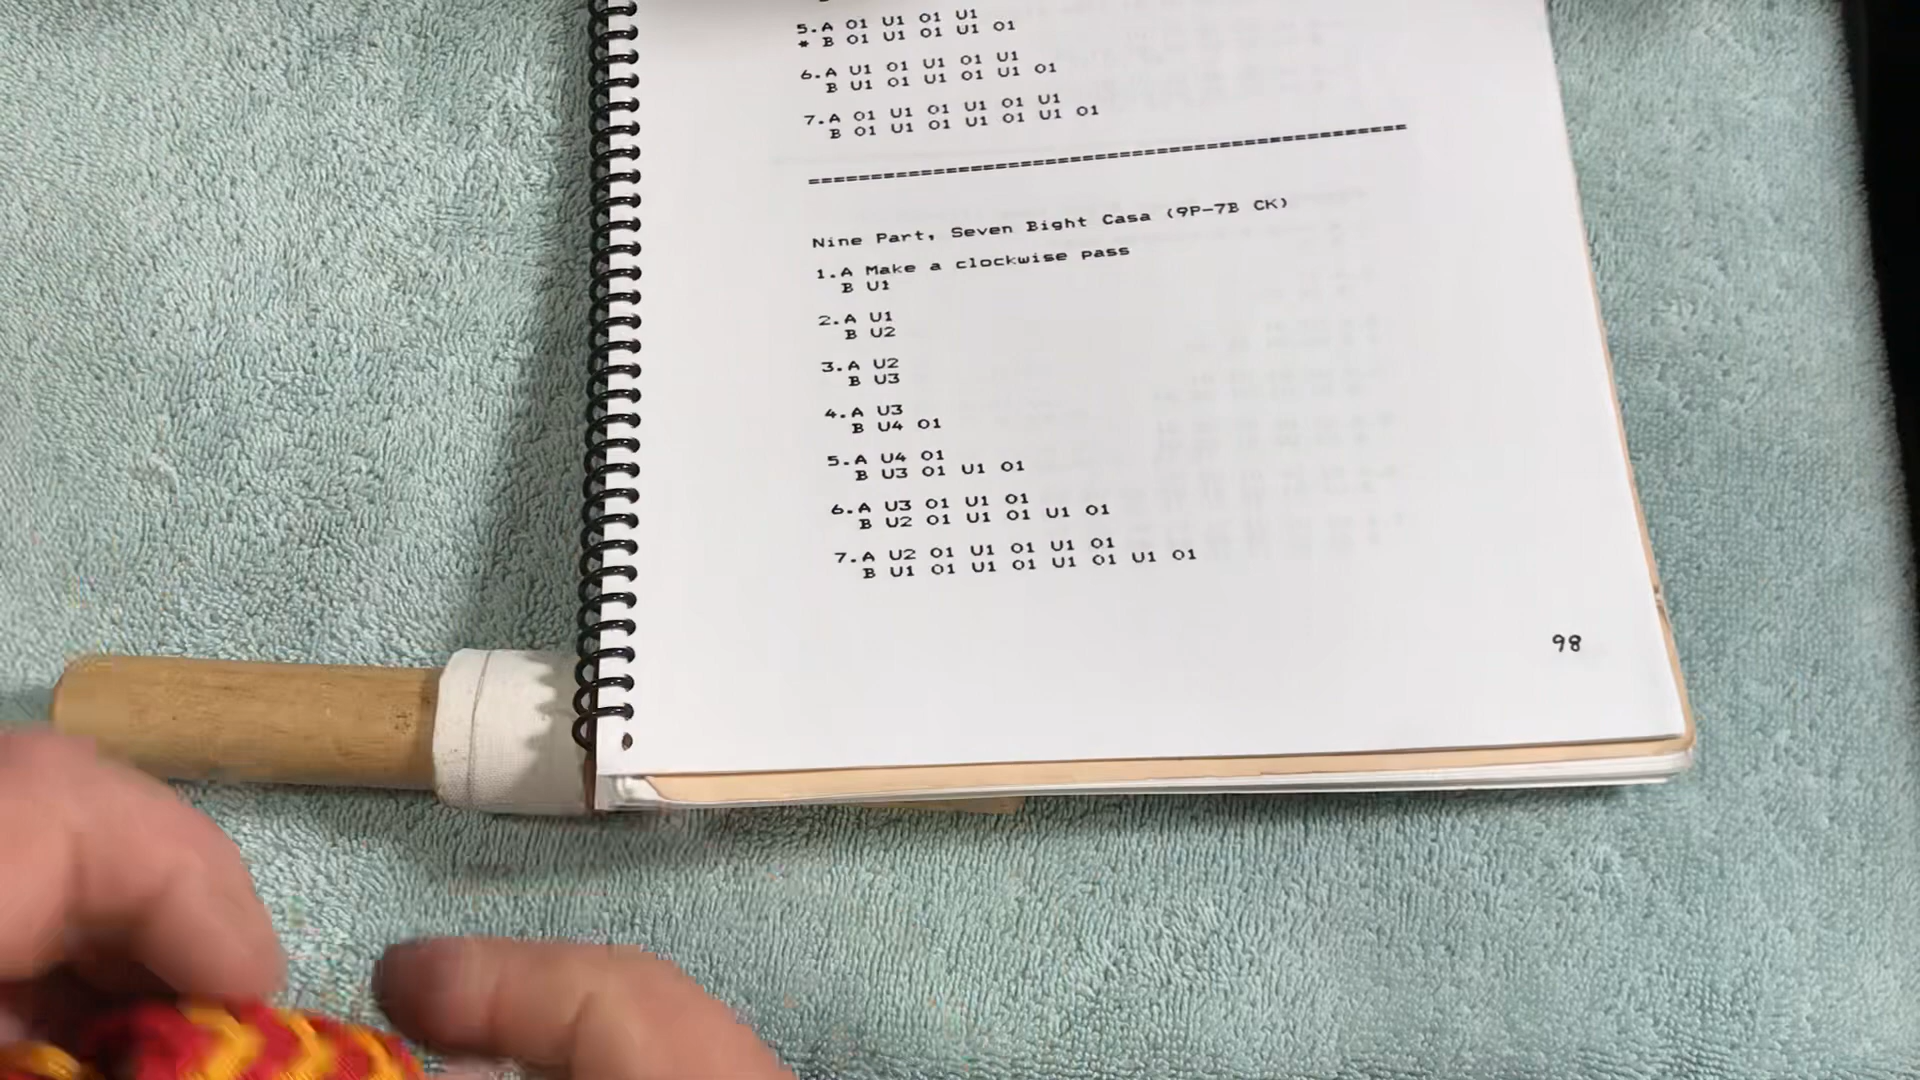 5.A O1 U1 O1 U1
* B O1 U1 O1 U1 O1
6.A U1 O1 U1 O1 U1
B U1 O1 U1 O1 U1 O1
7.A O1 U1 O1 U1 O1 U1
B O1 U1 O1 U1 O1 U1 O1
==========================================================
Nine Part, Seven Bight Casa (9P-7B CK)
1.A Make a clockwise pass
B U1
2.A U1
B U2
3.A U2
B U3
4.A U3
B U4 O1
5.A U4 O1
B U3 O1 U1 O1
6.A U3 O1 U1 O1
B U2 O1 U1 O1 U1 O1
7.A U2 O1 U1 O1 U1 O1
B U1 O1 U1 O1 U1 O1 U1 O1
98